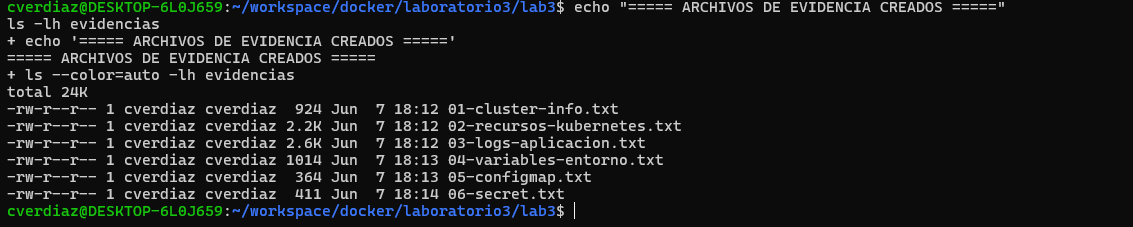 cverdiaz@DESKTOP-6L0J659:~/workspace/docker/laboratorio3/lab3$ echo "===== ARCHIVOS DE EVIDENCIA CREADOS ====="
ls -lh evidencias
+ echo '===== ARCHIVOS DE EVIDENCIA CREADOS ====='
===== ARCHIVOS DE EVIDENCIA CREADOS =====
+ ls --color=auto -lh evidencias
total 24K
-rw-r--r-- 1 cverdiaz cverdiaz  924 Jun  7 18:12 01-cluster-info.txt
-rw-r--r-- 1 cverdiaz cverdiaz 2.2K Jun  7 18:12 02-recursos-kubernetes.txt
-rw-r--r-- 1 cverdiaz cverdiaz 2.6K Jun  7 18:12 03-logs-aplicacion.txt
-rw-r--r-- 1 cverdiaz cverdiaz 1014 Jun  7 18:13 04-variables-entorno.txt
-rw-r--r-- 1 cverdiaz cverdiaz  364 Jun  7 18:13 05-configmap.txt
-rw-r--r-- 1 cverdiaz cverdiaz  411 Jun  7 18:14 06-secret.txt
cverdiaz@DESKTOP-6L0J659:~/workspace/docker/laboratorio3/lab3$